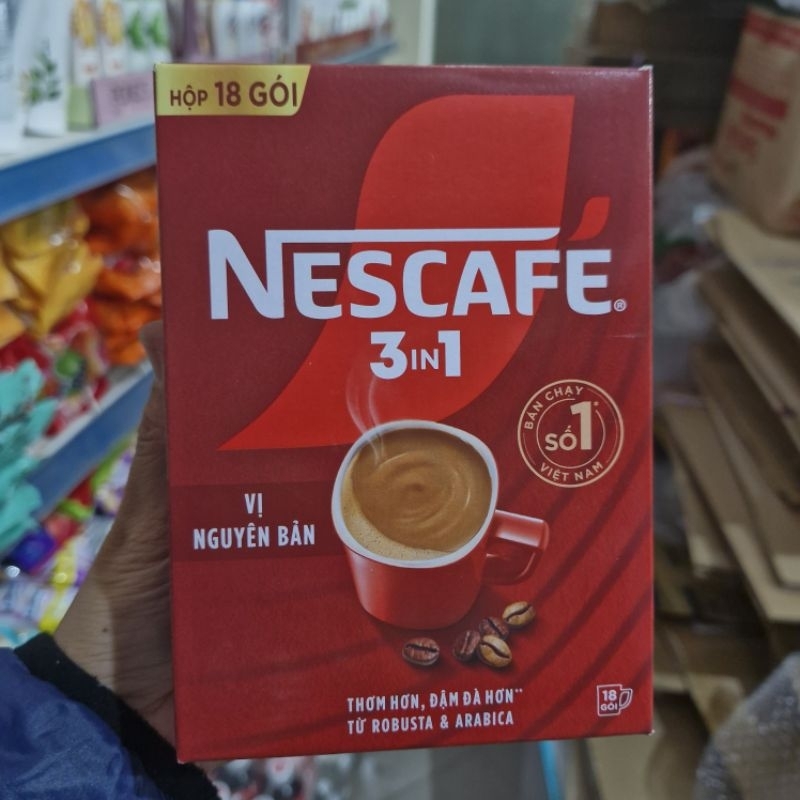 HỘP 18 GÓI
NESCAFÉ®
3IN1
BÁN CHẠY
SỐ 1*
VIỆT NAM
VỊ
NGUYÊN BẢN
THƠM HƠN, ĐẬM ĐÀ HƠN**
TỪ ROBUSTA & ARABICA
18
GÓI